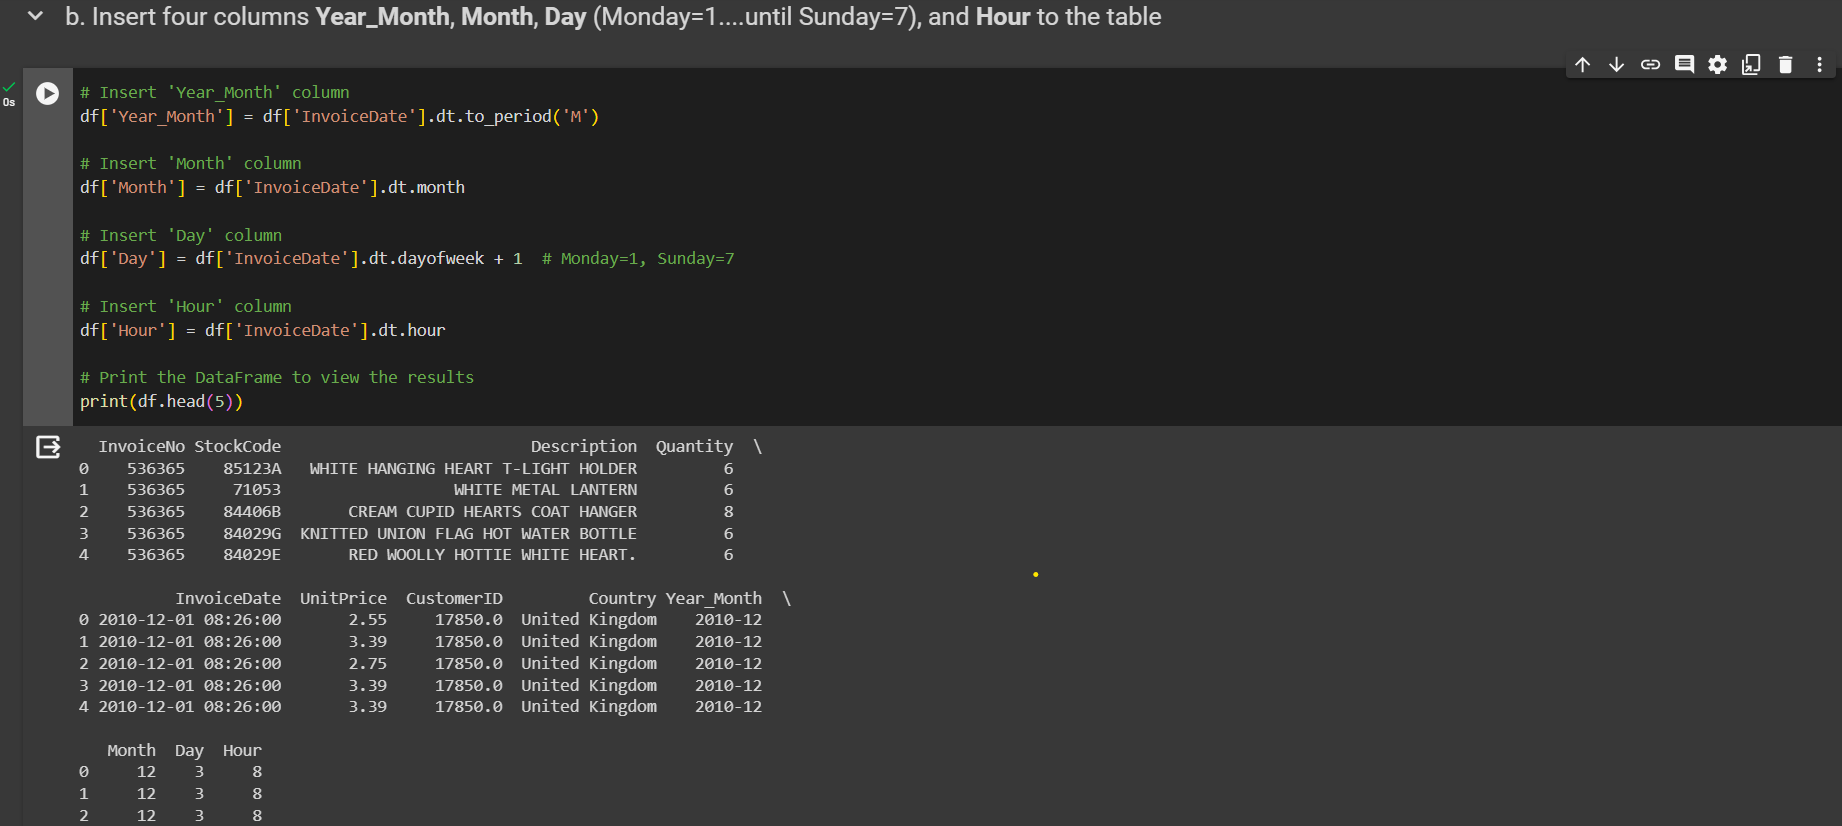 b. Insert four columns Year_Month, Month, Day (Monday=1....until Sunday=7), and Hour to the table
0s
# Insert 'Year_Month' column
df['Year_Month'] = df['InvoiceDate'].dt.to_period('M')
# Insert 'Month' column
df['Month'] = df['InvoiceDate'].dt.month
# Insert 'Day' column
df['Day'] = df['InvoiceDate'].dt.dayofweek + 1  # Monday=1, Sunday=7
# Insert 'Hour' column
df['Hour'] = df['InvoiceDate'].dt.hour
# Print the DataFrame to view the results
print(df.head(5))
InvoiceNo StockCode Description Quantity \
0 536365 85123A WHITE HANGING HEART T-LIGHT HOLDER 6
1 536365 71053 WHITE METAL LANTERN 6
2 536365 84406B CREAM CUPID HEARTS COAT HANGER 8
3 536365 84029G KNITTED UNION FLAG HOT WATER BOTTLE 6
4 536365 84029E RED WOOLLY HOTTIE WHITE HEART. 6
InvoiceDate UnitPrice CustomerID Country Year_Month \
0 2010-12-01 08:26:00 2.55 17850.0 United Kingdom 2010-12
1 2010-12-01 08:26:00 3.39 17850.0 United Kingdom 2010-12
2 2010-12-01 08:26:00 2.75 17850.0 United Kingdom 2010-12
3 2010-12-01 08:26:00 3.39 17850.0 United Kingdom 2010-12
4 2010-12-01 08:26:00 3.39 17850.0 United Kingdom 2010-12
Month Day Hour
0 12 3 8
1 12 3 8
2 12 3 8